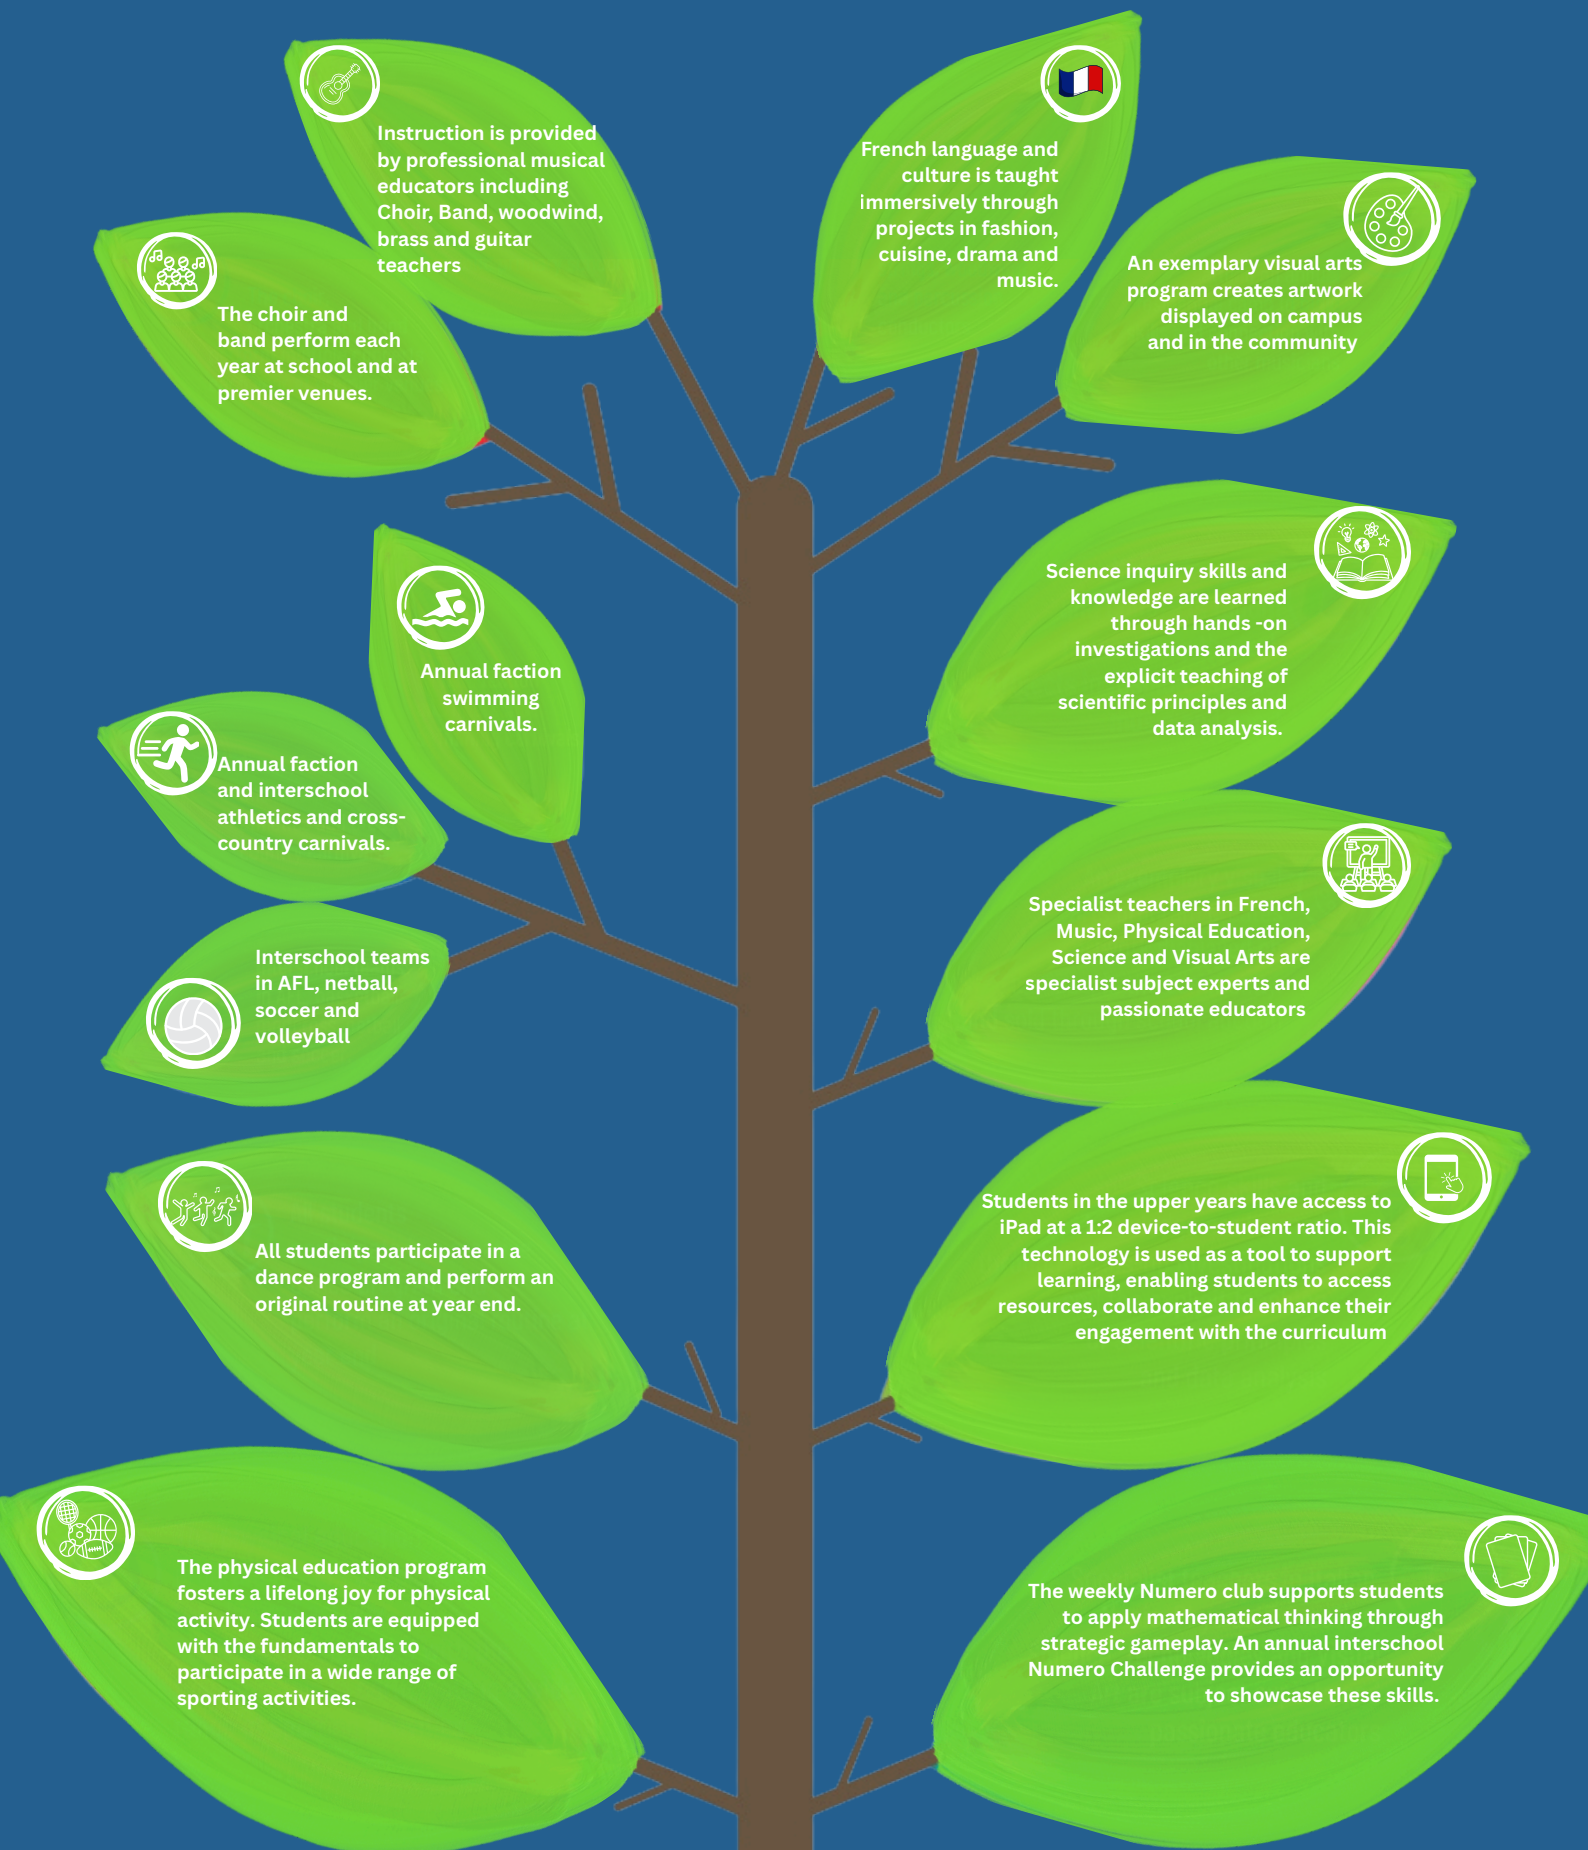 Instruction is provided
by professional musical
educators including
Choir, Band, woodwind,
brass and guitar
teachers
The choir and
band perform each
year at school and at
premier venues.
Annual faction
swimming
carnivals.
Annual faction
and interschool
athletics and cross-
country carnivals.
Interschool teams
in AFL, netball,
soccer and
volleyball
All students participate in a
dance program and perform an
original routine at year end.
The physical education program
fosters a lifelong joy for physical
activity. Students are equipped
with the fundamentals to
participate in a wide range of
sporting activities.
French language and
culture is taught
immersively through
projects in fashion,
cuisine, drama and
music.
An exemplary visual arts
program creates artwork
displayed on campus
and in the community
Science inquiry skills and
knowledge are learned
through hands -on
investigations and the
explicit teaching of
scientific principles and
data analysis.
Specialist teachers in French,
Music, Physical Education,
Science and Visual Arts are
specialist subject experts and
passionate educators
Students in the upper years have access to
iPad at a 1:2 device-to-student ratio. This
technology is used as a tool to support
learning, enabling students to access
resources, collaborate and enhance their
engagement with the curriculum
The weekly Numero club supports students
to apply mathematical thinking through
strategic gameplay. An annual interschool
Numero Challenge provides an opportunity
to showcase these skills.